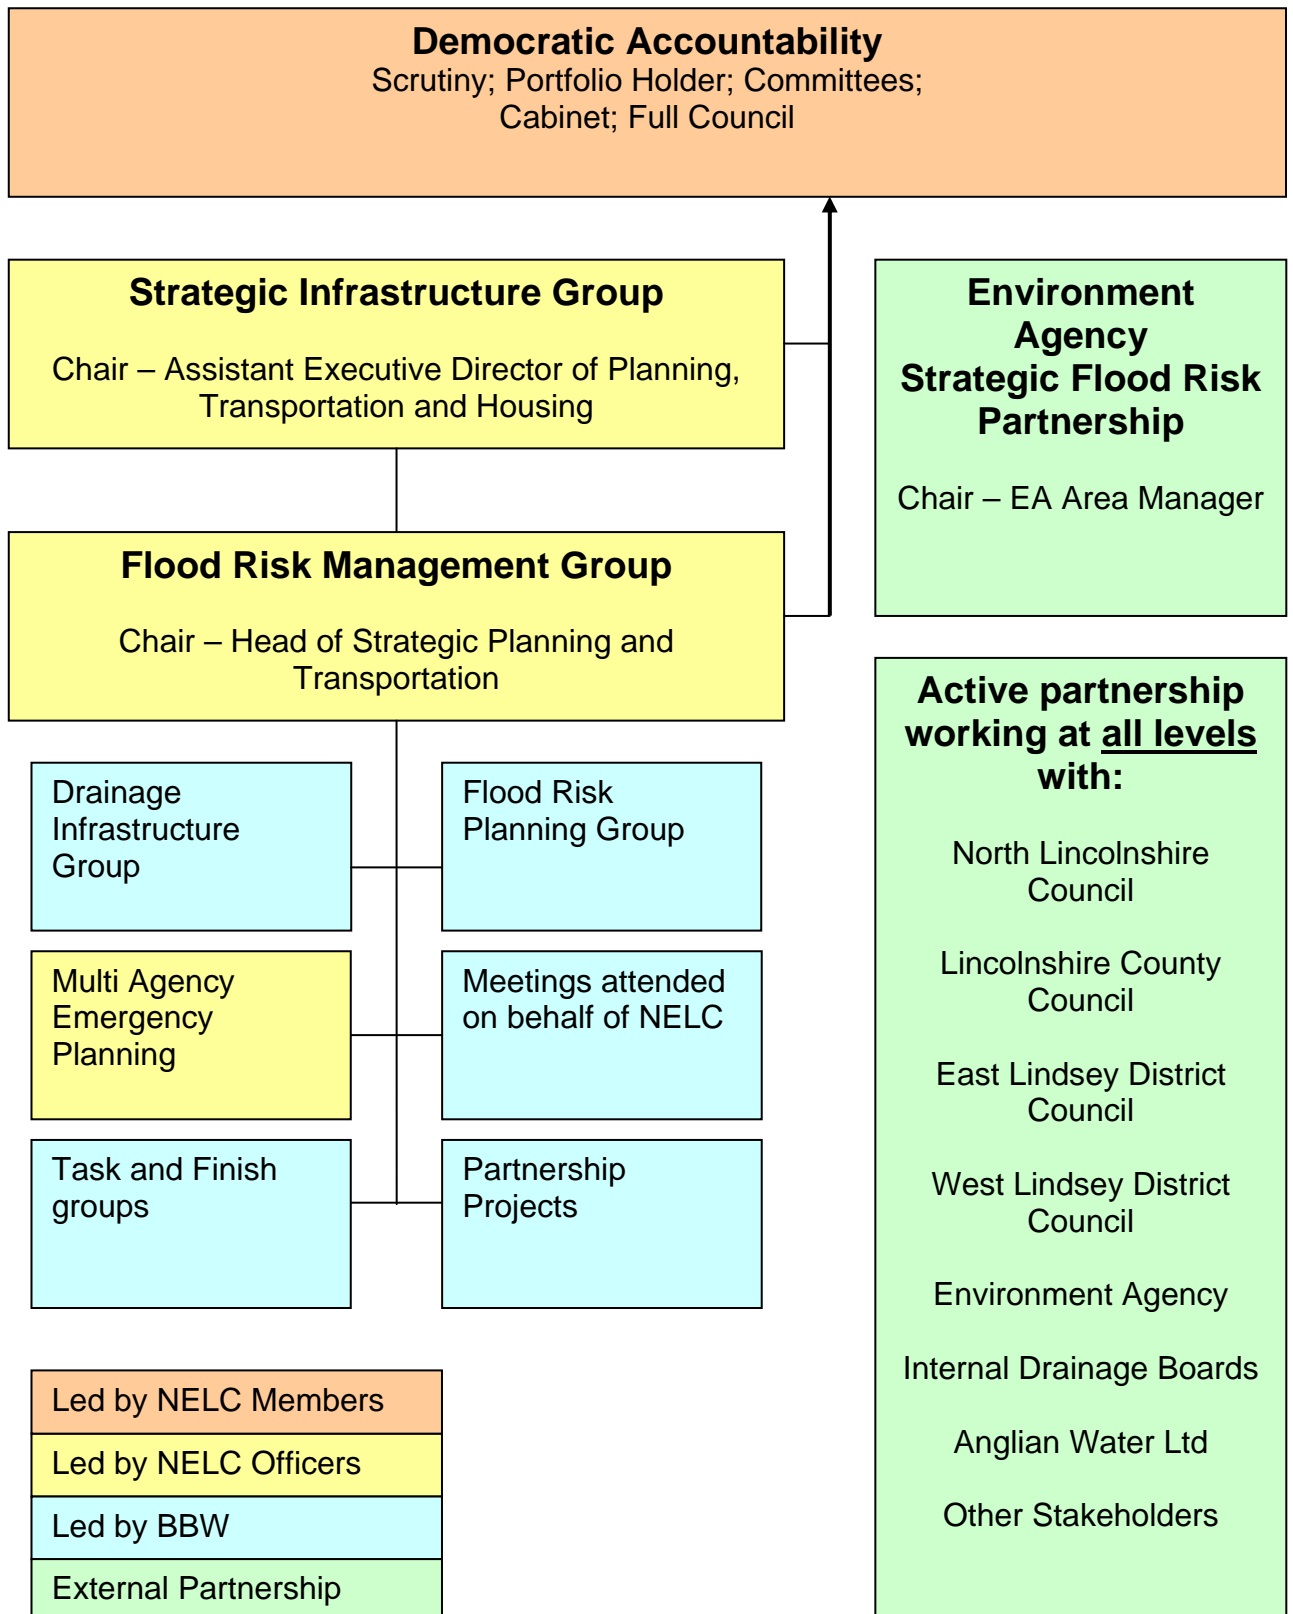 Democratic Accountability
Scrutiny; Portfolio Holder; Committees;
Cabinet; Full Council
Strategic Infrastructure Group
Chair – Assistant Executive Director of Planning,
Transportation and Housing
Environment
Agency
Strategic Flood Risk
Partnership
Chair – EA Area Manager
Flood Risk Management Group
Chair – Head of Strategic Planning and
Transportation
Active partnership
working at all levels
with:
North Lincolnshire
Council
Lincolnshire County
Council
East Lindsey District
Council
West Lindsey District
Council
Environment Agency
Internal Drainage Boards
Anglian Water Ltd
Other Stakeholders
Drainage
Infrastructure
Group
Flood Risk
Planning Group
Multi Agency
Emergency
Planning
Meetings attended
on behalf of NELC
Task and Finish
groups
Partnership
Projects
Led by NELC Members
Led by NELC Officers
Led by BBW
External Partnership